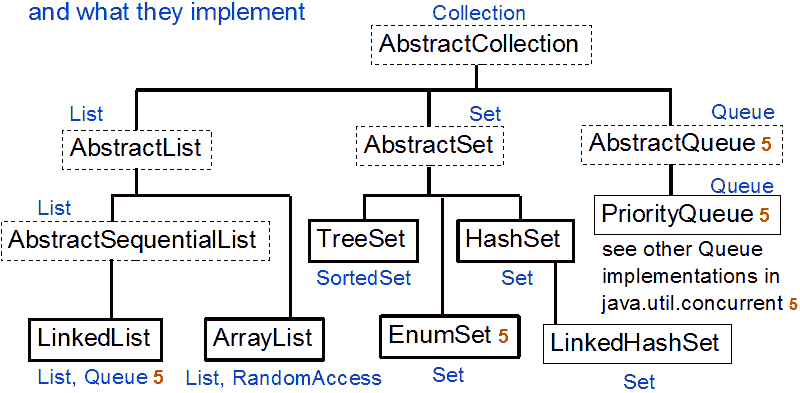 and what they implement
Collection
AbstractCollection
List
Set
Queue
AbstractList
AbstractSet
AbstractQueue 5
List
Queue
AbstractSequentialList
TreeSet
HashSet
PriorityQueue 5
SortedSet
Set
see other Queue
implementations in
java.util.concurrent 5
LinkedList
ArrayList
EnumSet 5
LinkedHashSet
List, Queue 5
List, RandomAccess
Set
Set